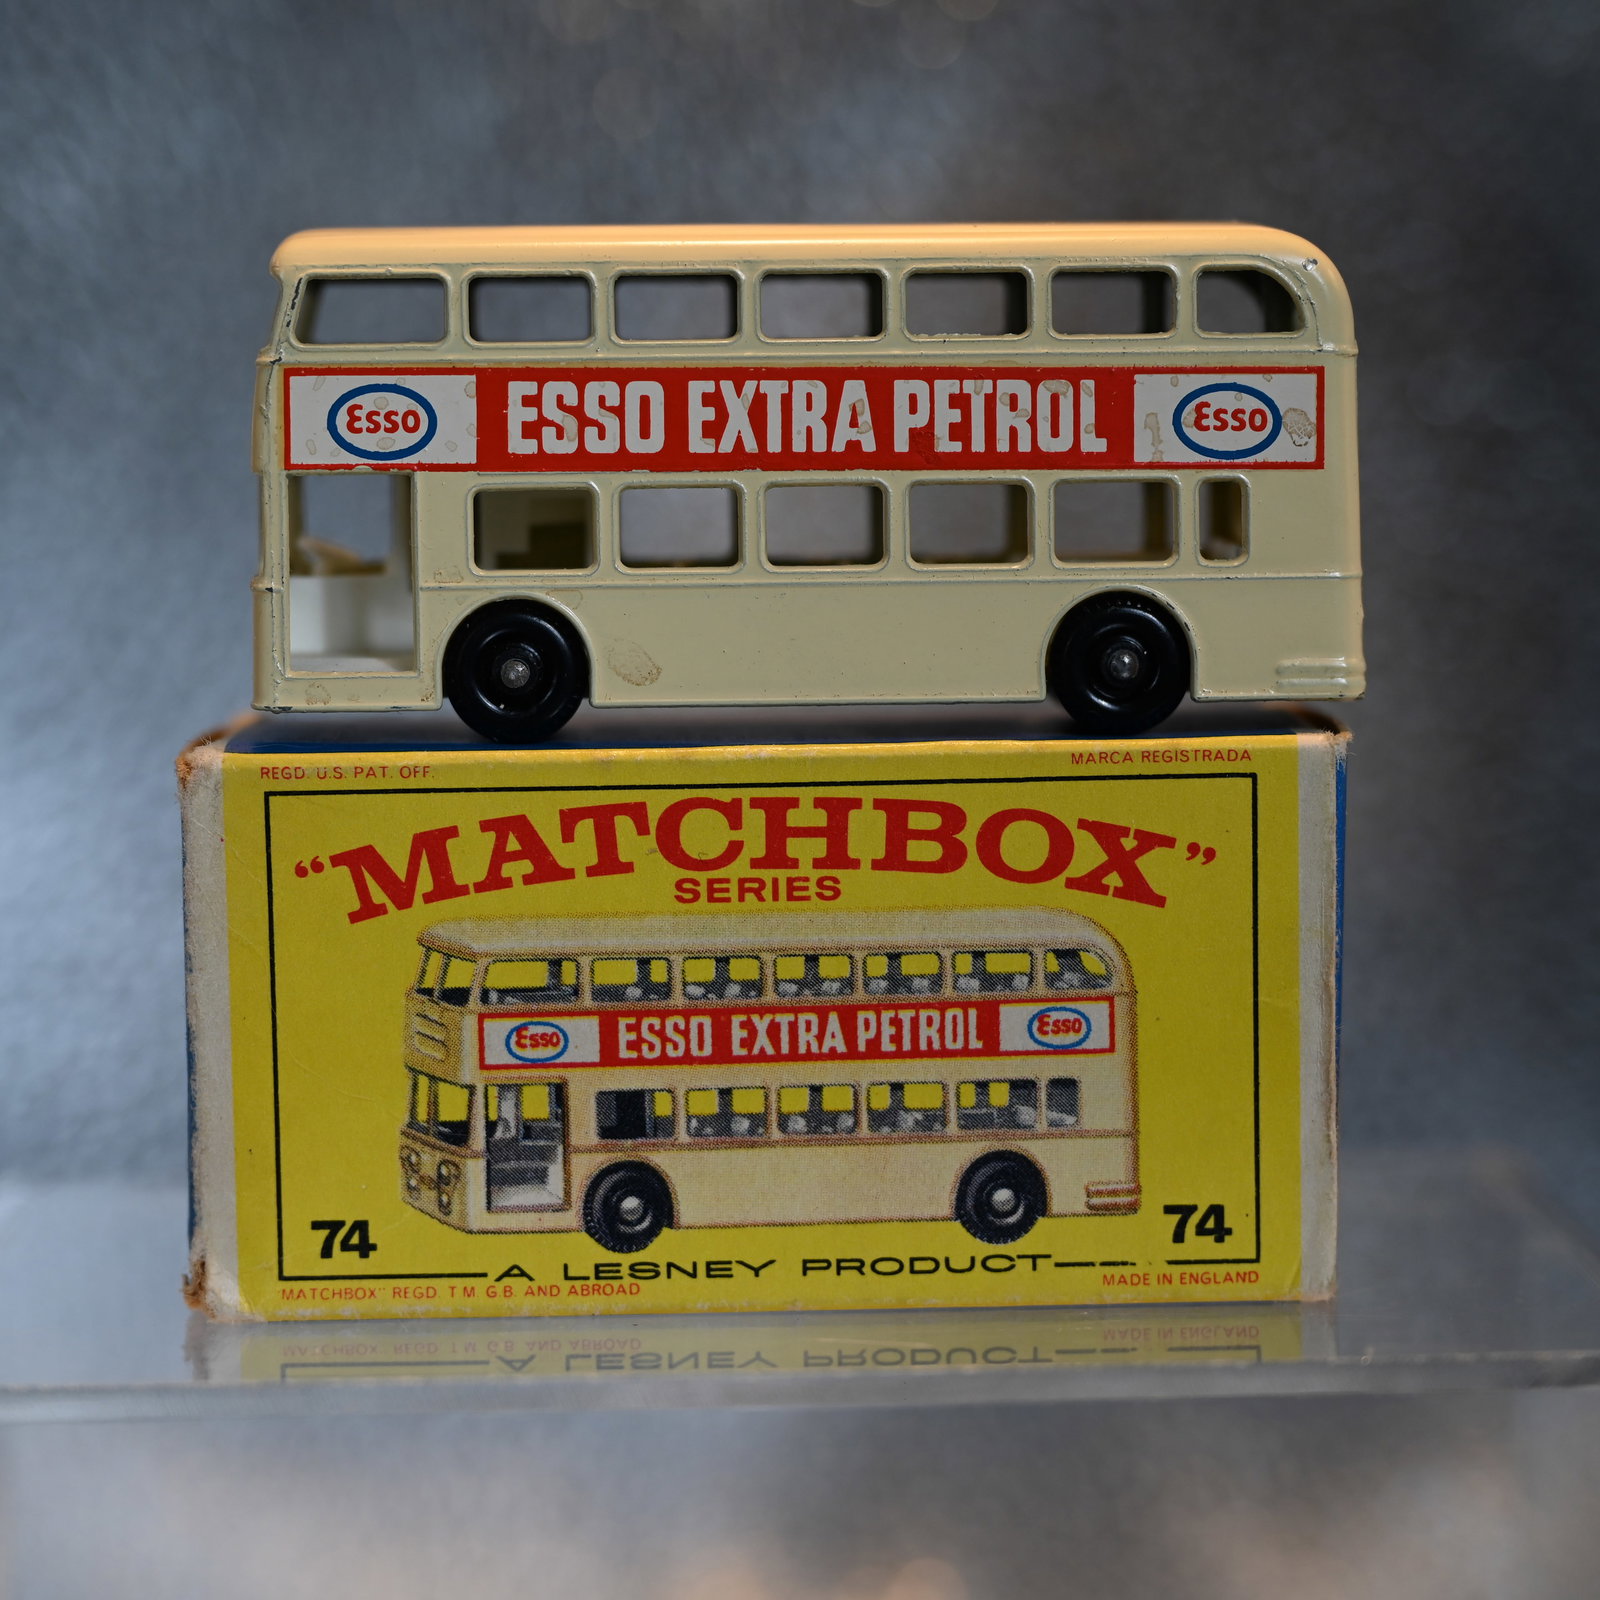 Esso ESSO EXTRA PETROL Esso
REGD. U.S. PAT. OFF. MARCA REGISTRADA
"MATCHBOX"
SERIES
Esso ESSO EXTRA PETROL Esso
74 74
A LESNEY PRODUCT
"MATCHBOX" REGD. T M G.B. AND ABROAD MADE IN ENGLAND